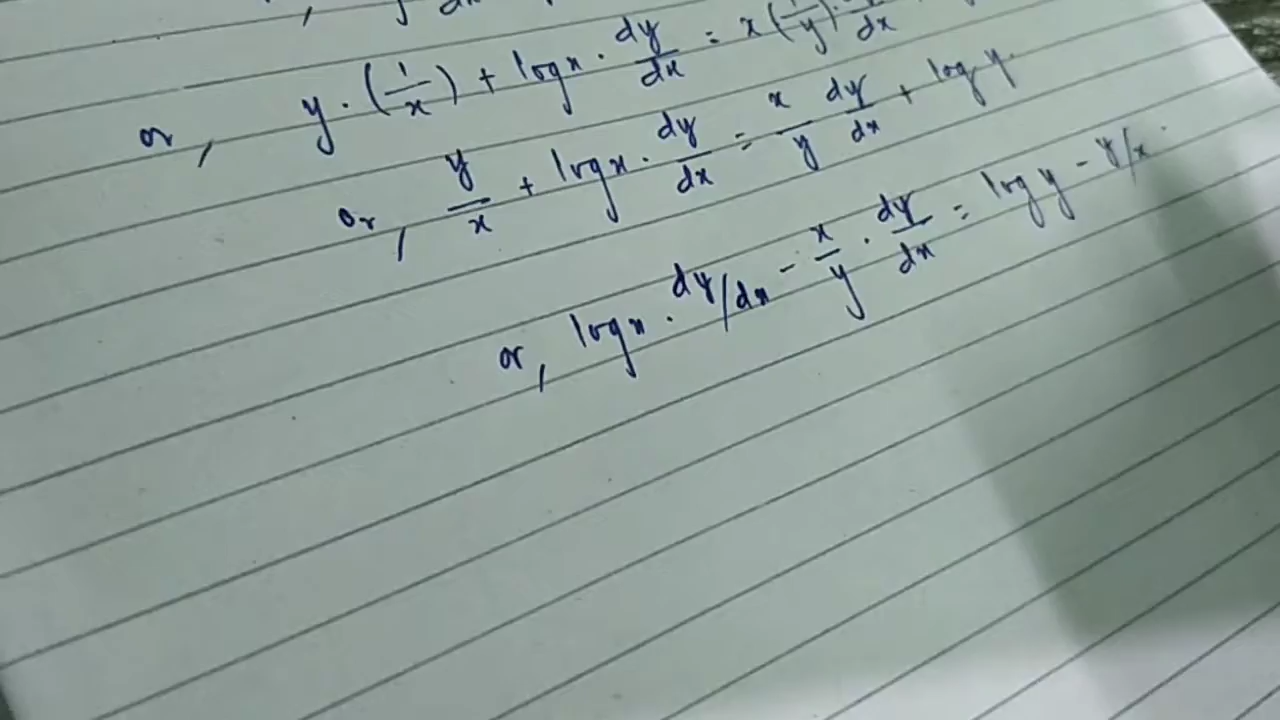 dx
y · (1/x) + log x · dy/dx = x (1/y) · dy/dx
or, y/x + log x · dy/dx = x/y dy/dx + log y.
or, log x · dy/dx - x/y · dy/dx = log y - y/x.
or,